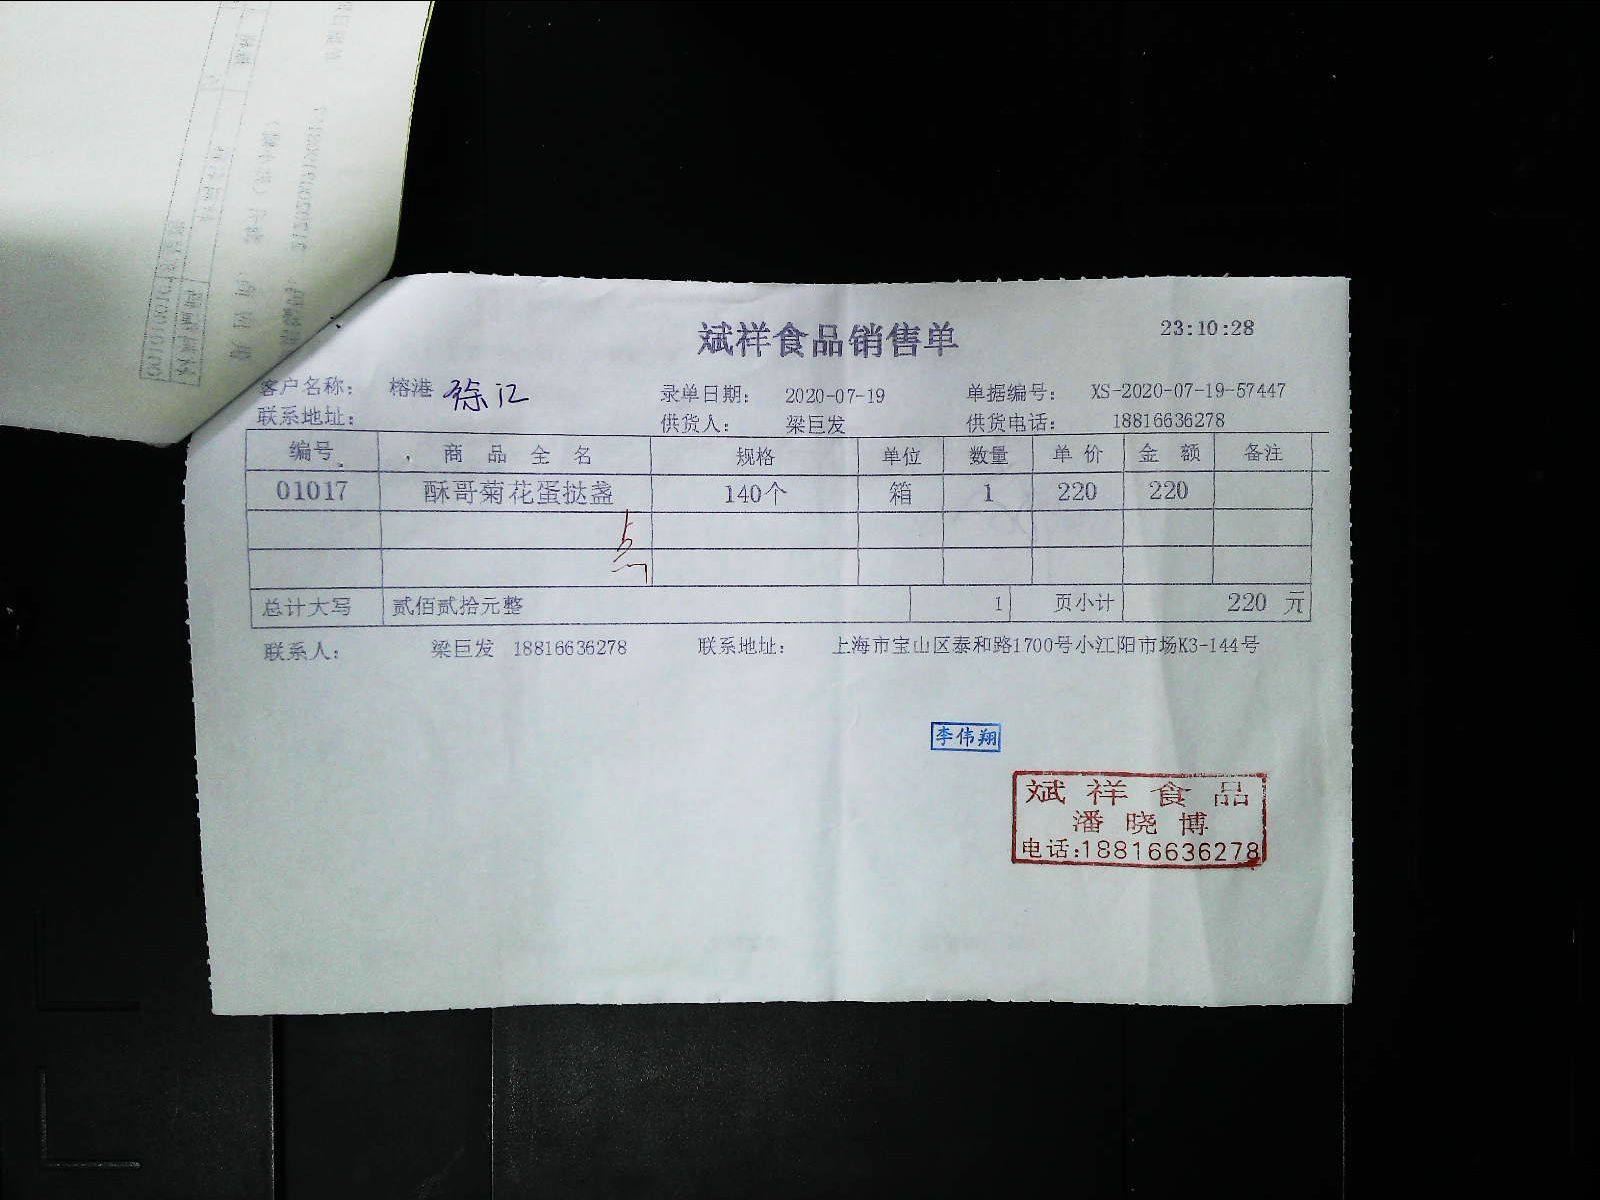 斌祥食品销售单 23:10:28
客户名称： 榕港 徐汇 录单日期： 2020-07-19 单据编号： XS-2020-07-19-57447
联系地址： 供货人： 梁巨发 供货电话： 18816636278
编号 商品全名 规格 单位 数量 单价 金额 备注
01017 酥哥菊花蛋挞盏 140个 箱 1 220 220
总计大写 贰佰贰拾元整 1 页小计 220 元
联系人： 梁巨发 18816636278 联系地址： 上海市宝山区泰和路1700号小江阳市场K3-144号
李伟翔
斌祥食品
潘晓博
电话:18816636278